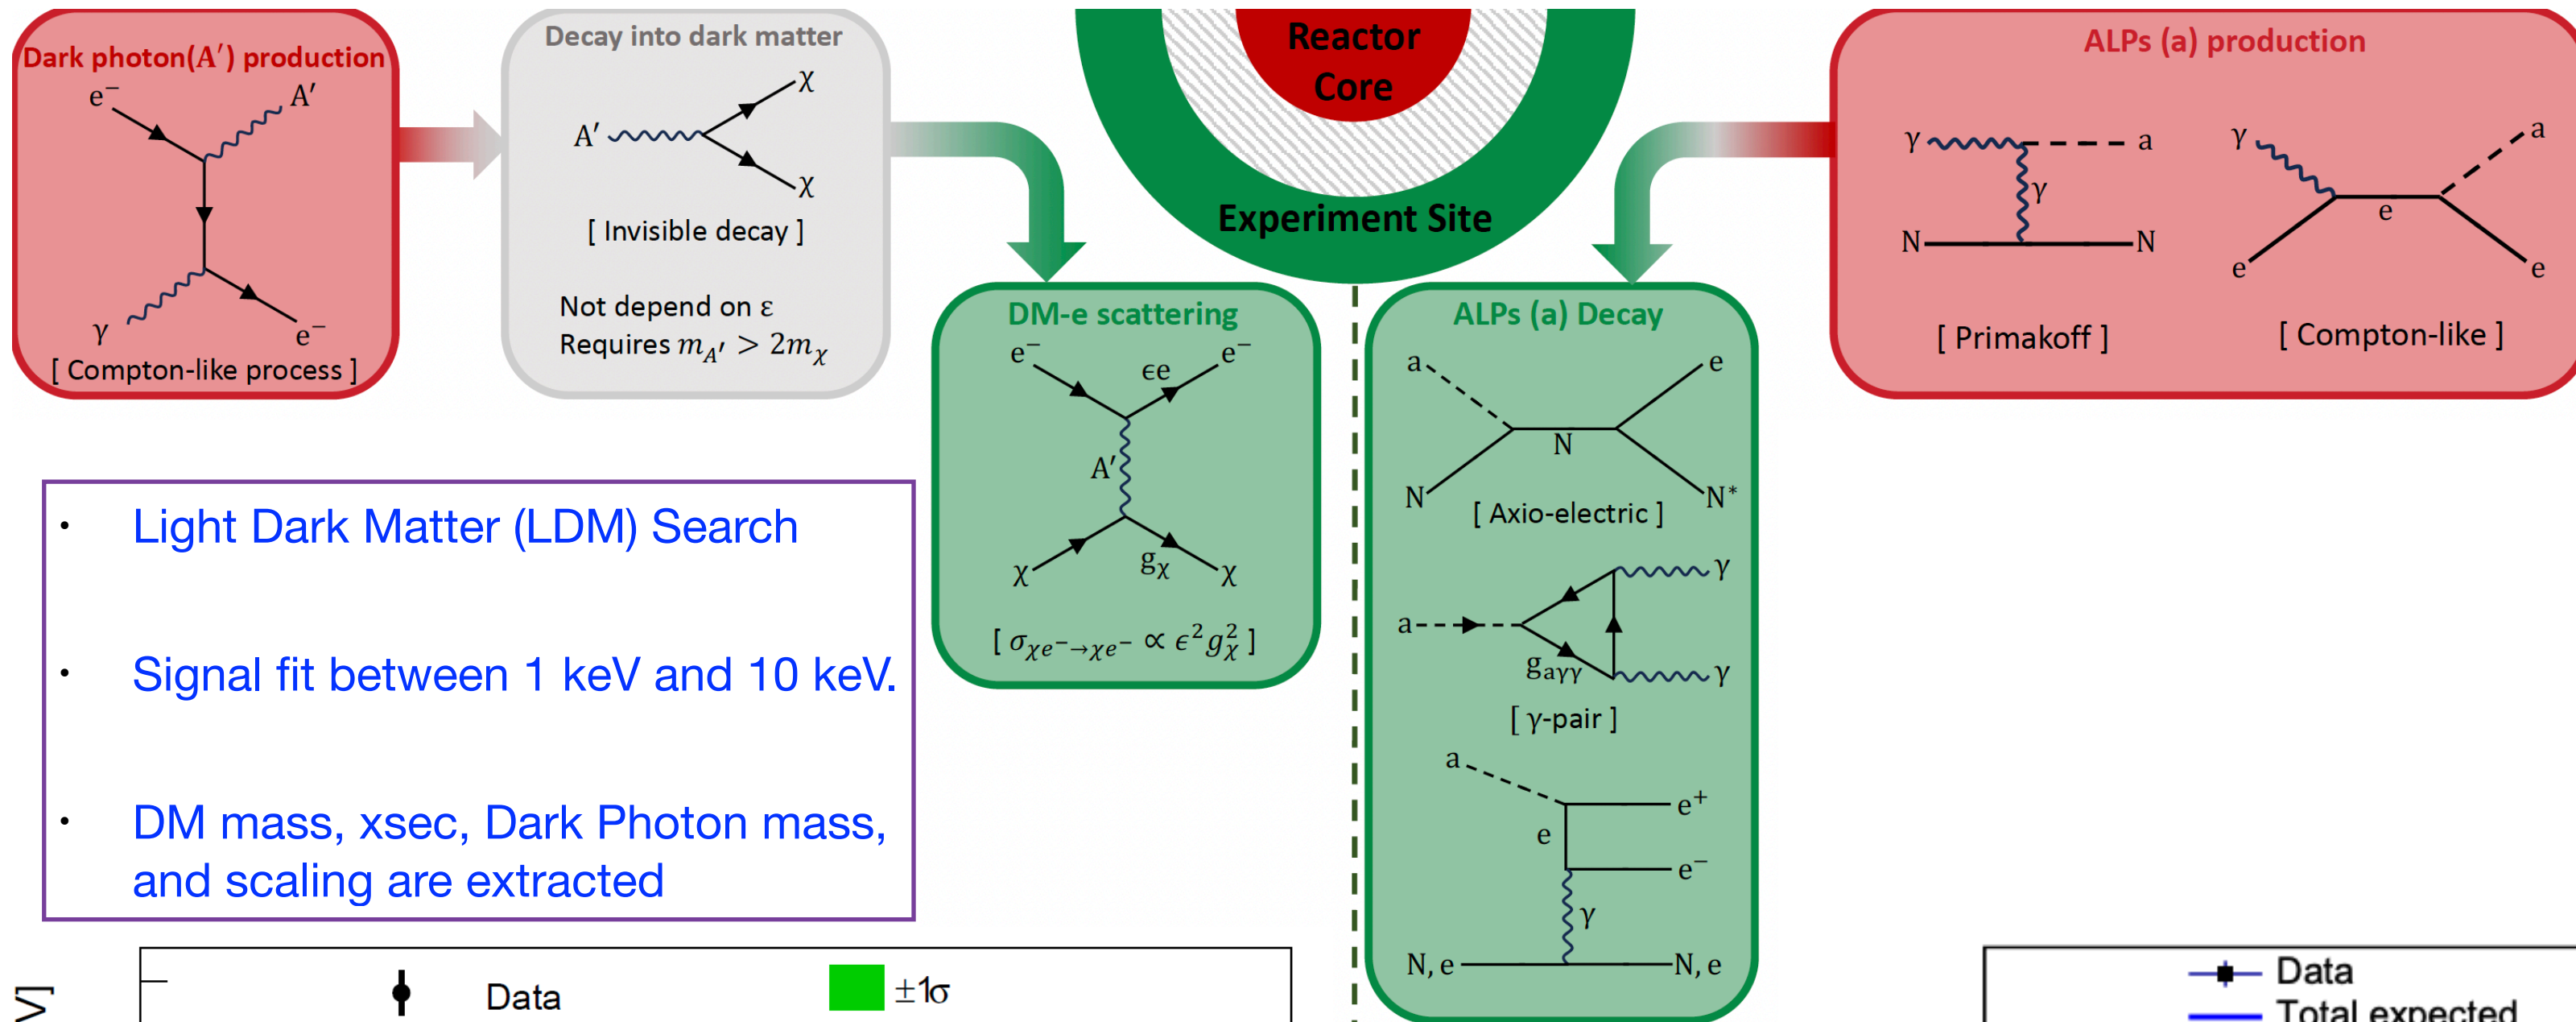 Dark photon(A′) production
e⁻
A′
γ
e⁻
[ Compton-like process ]
Decay into dark matter
A′
χ
χ
[ Invisible decay ]
Not depend on ε
Requires m_A′ > 2m_χ
Reactor
Core
Experiment Site
ALPs (a) production
γ
a
γ
N
N
[ Primakoff ]
γ
a
e
e
e
[ Compton-like ]
DM-e scattering
e⁻
e⁻
ϵe
A′
χ
g_χ
χ
[ σ_χe⁻→χe⁻ ∝ ϵ²g_χ² ]
ALPs (a) Decay
a
e
N
N
N*
[ Axio-electric ]
a
γ
g_aγγ
γ
[ γ-pair ]
a
e⁺
e
e⁻
γ
N, e
N, e
• Light Dark Matter (LDM) Search
• Signal fit between 1 keV and 10 keV.
• DM mass, xsec, Dark Photon mass,
and scaling are extracted
V]
Data
±1σ
Data
Total expected